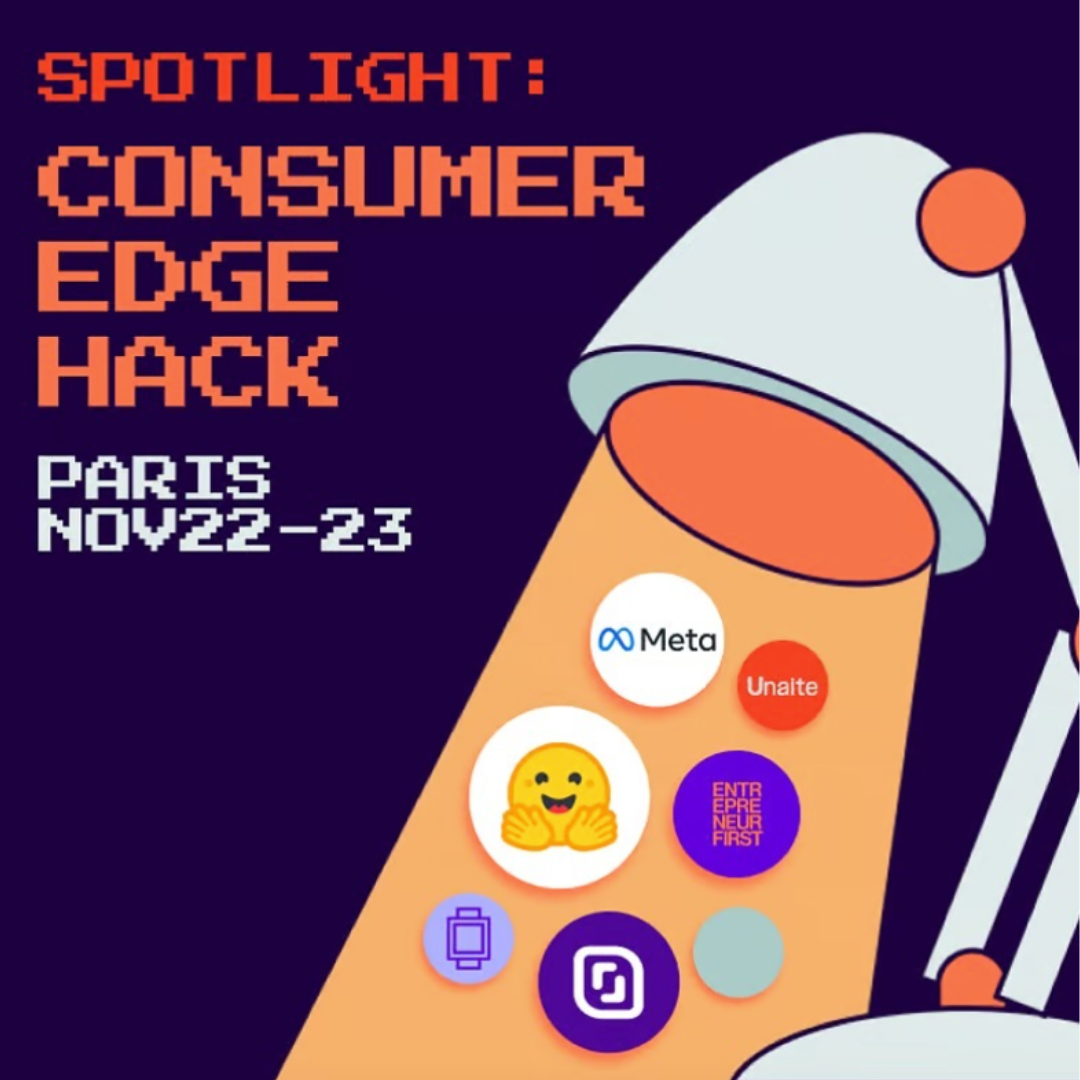 SPOTLIGHT:
CONSUMER
EDGE
HACK
PARIS
NOV22-23
Meta
Unaite
ENTR
EPRE
NEUR
FIRST